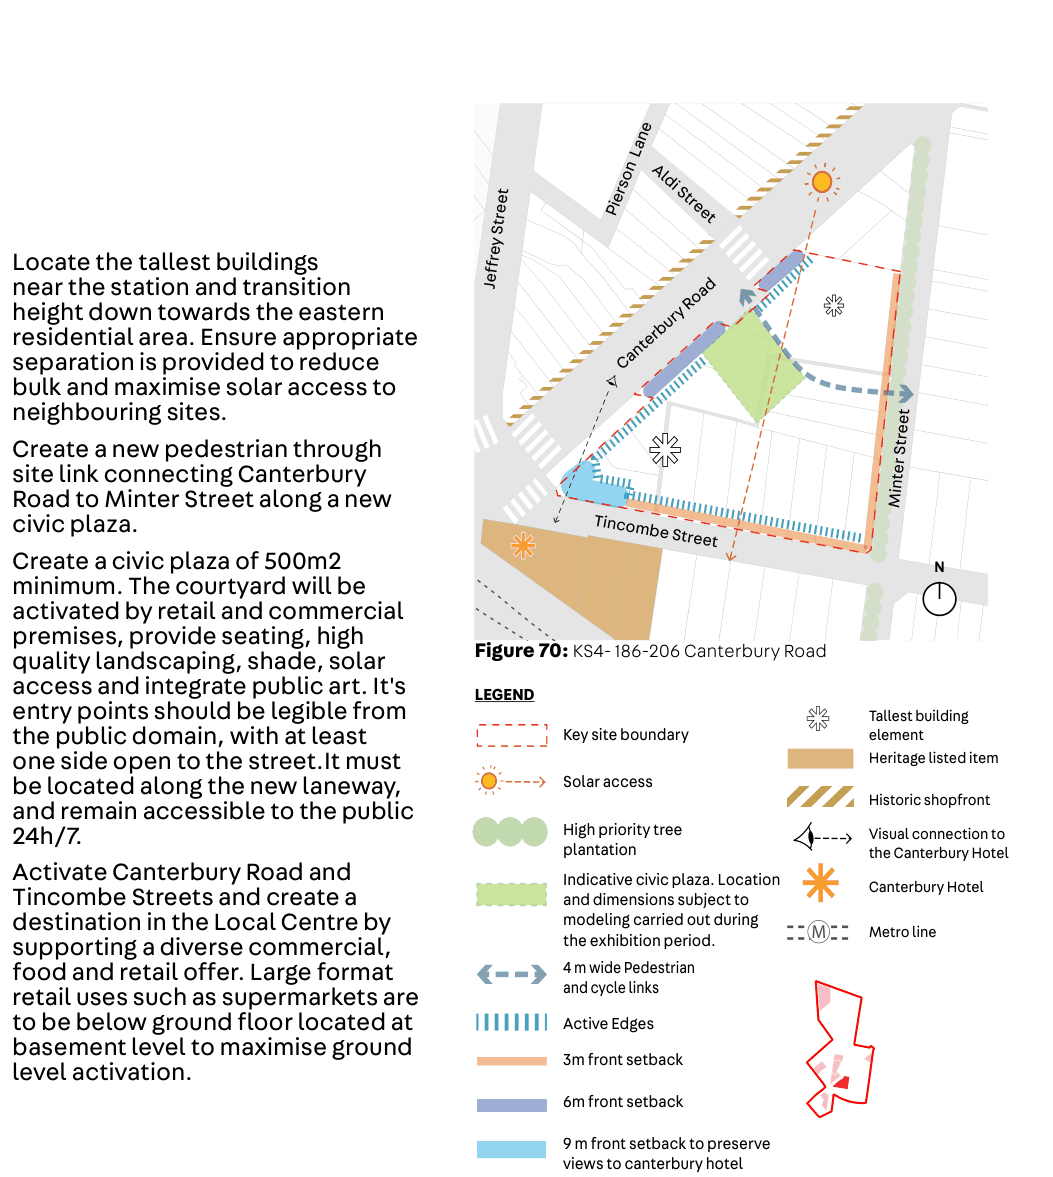 Locate the tallest buildings
near the station and transition
height down towards the eastern
residential area. Ensure appropriate
separation is provided to reduce
bulk and maximise solar access to
neighbouring sites.
Create a new pedestrian through
site link connecting Canterbury
Road to Minter Street along a new
civic plaza.
Create a civic plaza of 500m2
minimum. The courtyard will be
activated by retail and commercial
premises, provide seating, high
quality landscaping, shade, solar
access and integrate public art. It's
entry points should be legible from
the public domain, with at least
one side open to the street.It must
be located along the new laneway,
and remain accessible to the public
24h/7.
Activate Canterbury Road and
Tincombe Streets and create a
destination in the Local Centre by
supporting a diverse commercial,
food and retail offer. Large format
retail uses such as supermarkets are
to be below ground floor located at
basement level to maximise ground
level activation.
Jeffrey Street
Pierson Lane
Aldi Street
Canterbury Road
Minter Street
Tincombe Street
N
Figure 70: KS4- 186-206 Canterbury Road
LEGEND
Key site boundary
Solar access
High priority tree
plantation
Indicative civic plaza. Location
and dimensions subject to
modeling carried out during
the exhibition period.
4 m wide Pedestrian
and cycle links
Active Edges
3m front setback
6m front setback
9 m front setback to preserve
views to canterbury hotel
Tallest building
element
Heritage listed item
Historic shopfront
Visual connection to
the Canterbury Hotel
Canterbury Hotel
M
Metro line